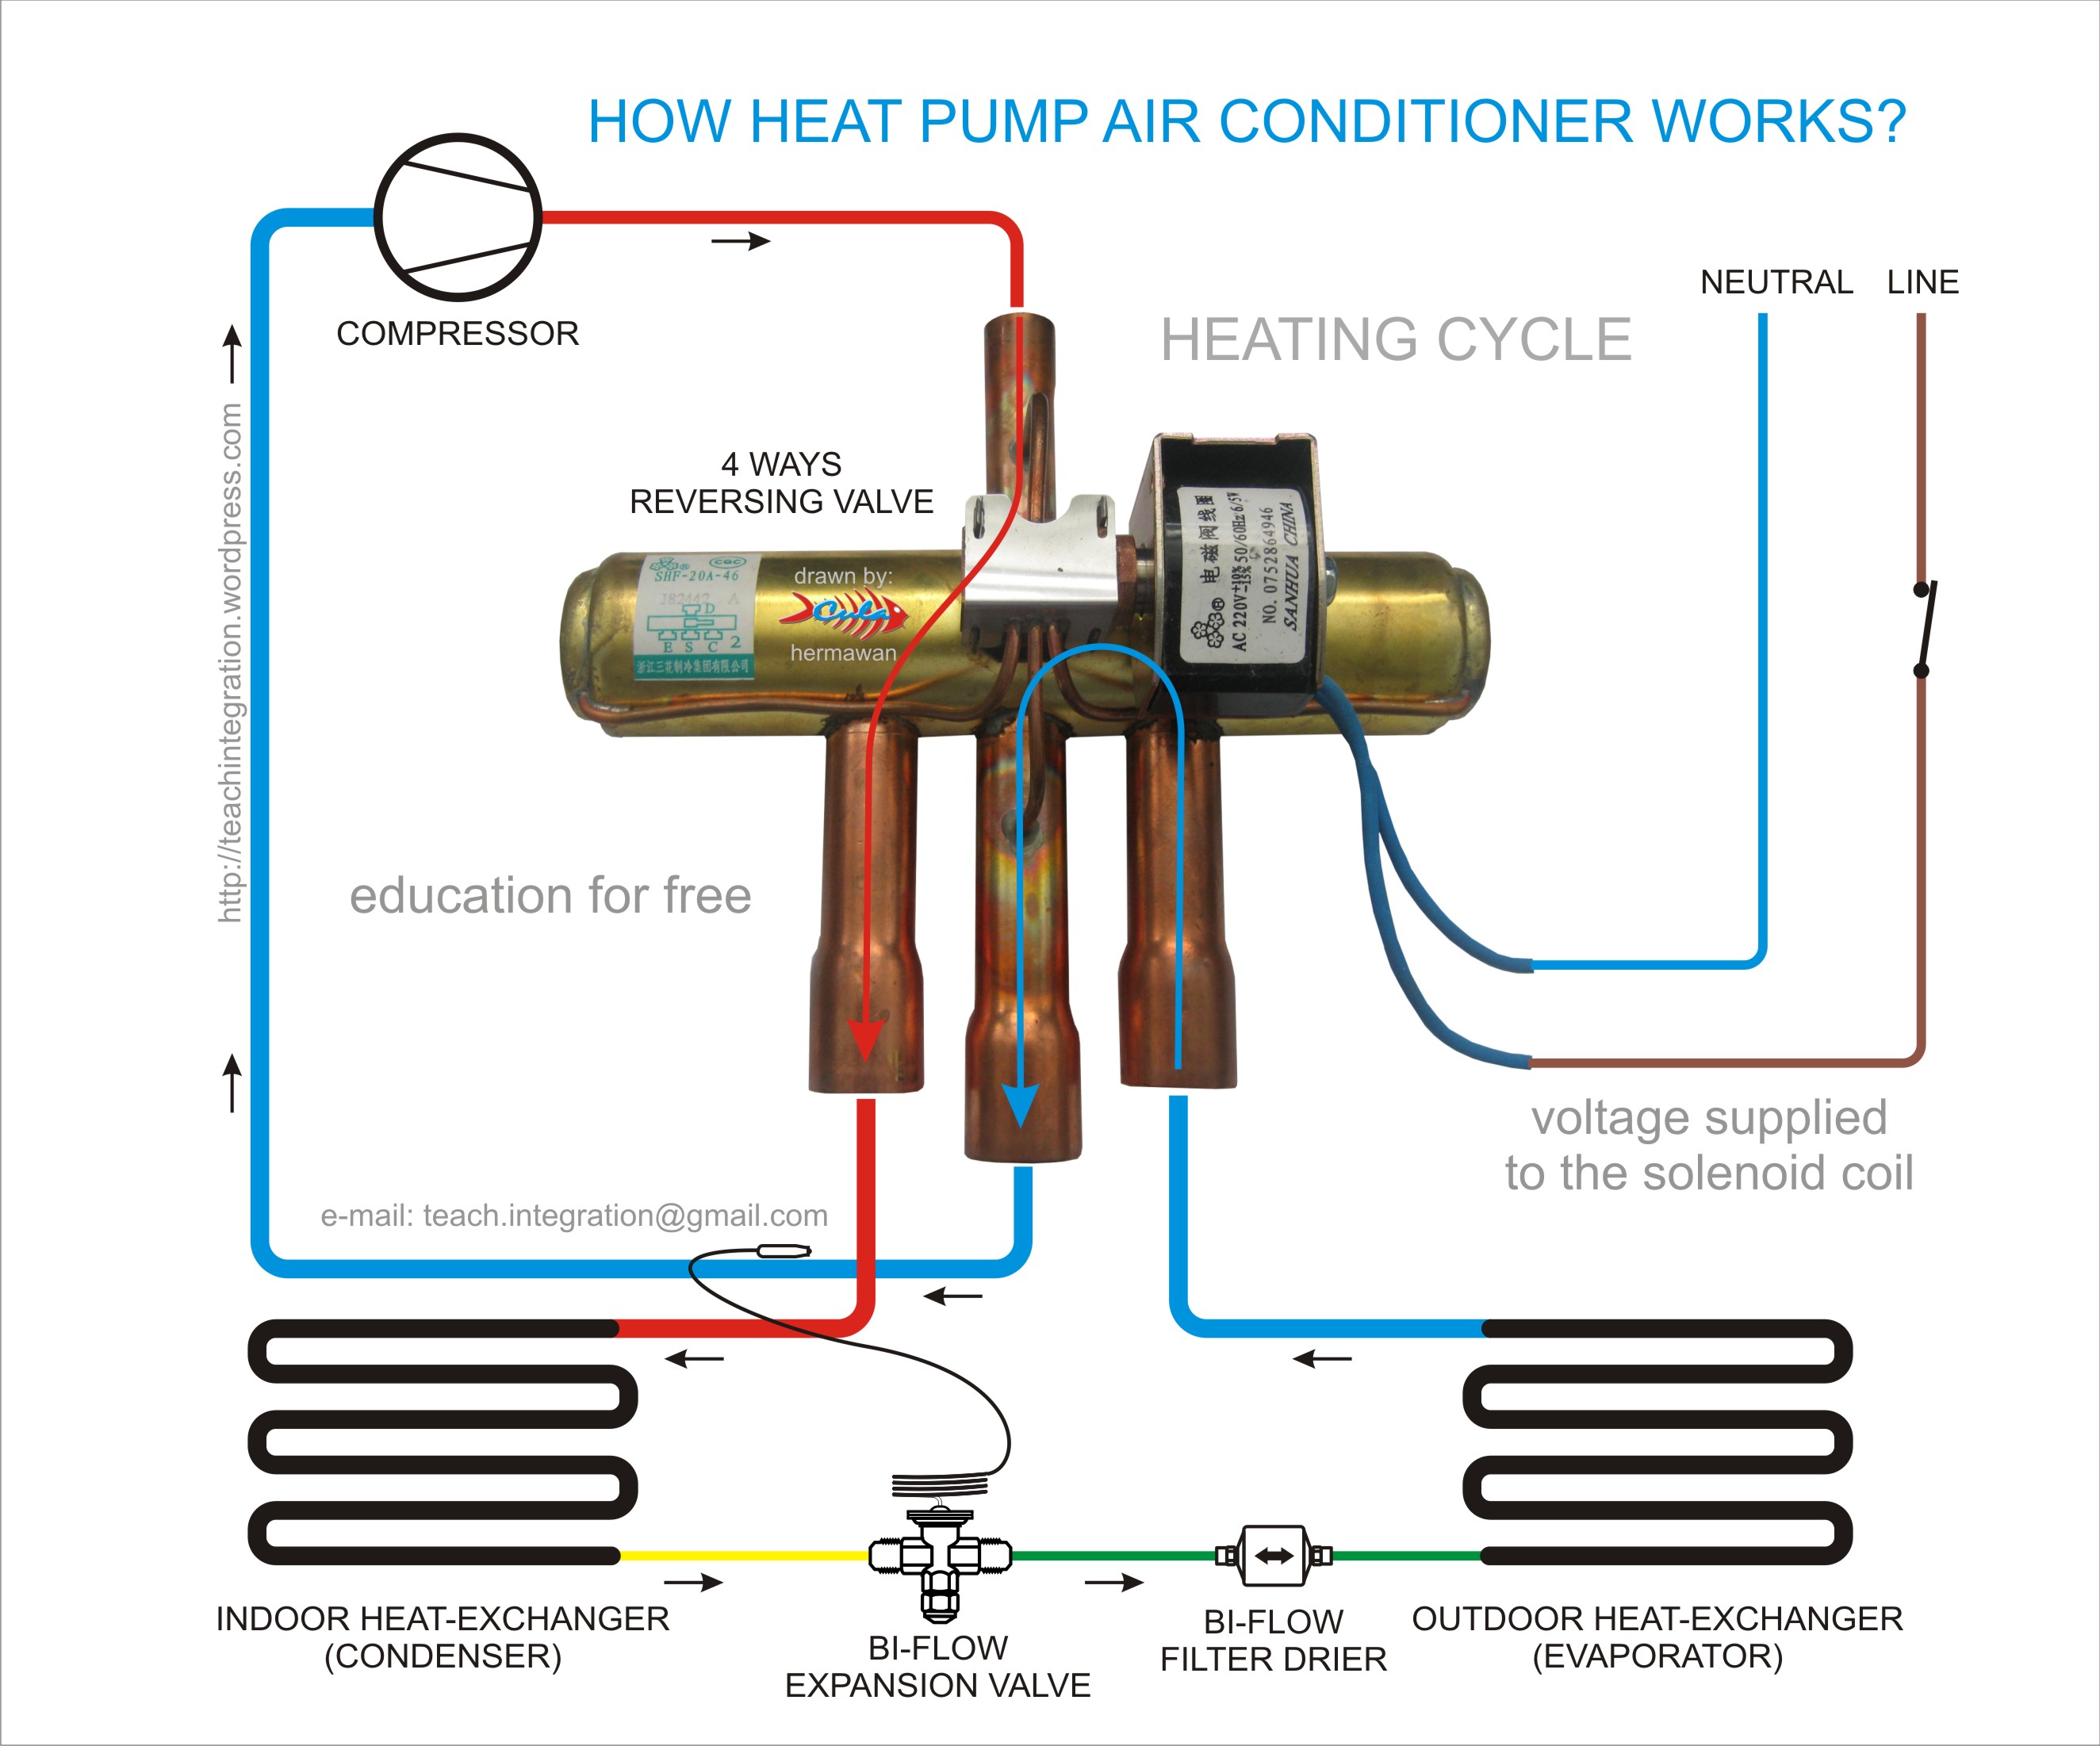 HOW HEAT PUMP AIR CONDITIONER WORKS?
NEUTRAL
LINE
COMPRESSOR
HEATING CYCLE
4 WAYS
REVERSING VALVE
http://teachintegration.wordpress.com
SHF-20A-46
CQC
182442 A
D
E S C 2
浙江三花制冷集团有限公司
drawn by:
Cula
hermawan
电磁阀线圈
AC 220V+10% -15% 50/60Hz 6/5W
NO. 0752864946
SANHUA CHINA
education for free
voltage supplied
to the solenoid coil
e-mail: teach.integration@gmail.com
INDOOR HEAT-EXCHANGER
(CONDENSER)
BI-FLOW
EXPANSION VALVE
BI-FLOW
FILTER DRIER
OUTDOOR HEAT-EXCHANGER
(EVAPORATOR)